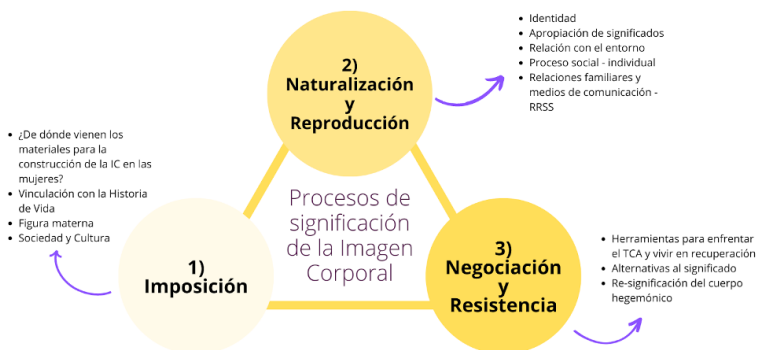 • Identidad
• Apropiación de significados
• Relación con el entorno
• Proceso social - individual
• Relaciones familiares y
medios de comunicación -
RRSS
2)
Naturalización
y
Reproducción
• ¿De dónde vienen los
materiales para la
construcción de la IC en las
mujeres?
• Vinculación con la Historia
de Vida
• Figura materna
• Sociedad y Cultura
Procesos de
significación
de la Imagen
Corporal
1)
Imposición
3)
Negociación
y
Resistencia
• Herramientas para enfrentar
el TCA y vivir en recuperación
• Alternativas al significado
• Re-significación del cuerpo
hegemónico